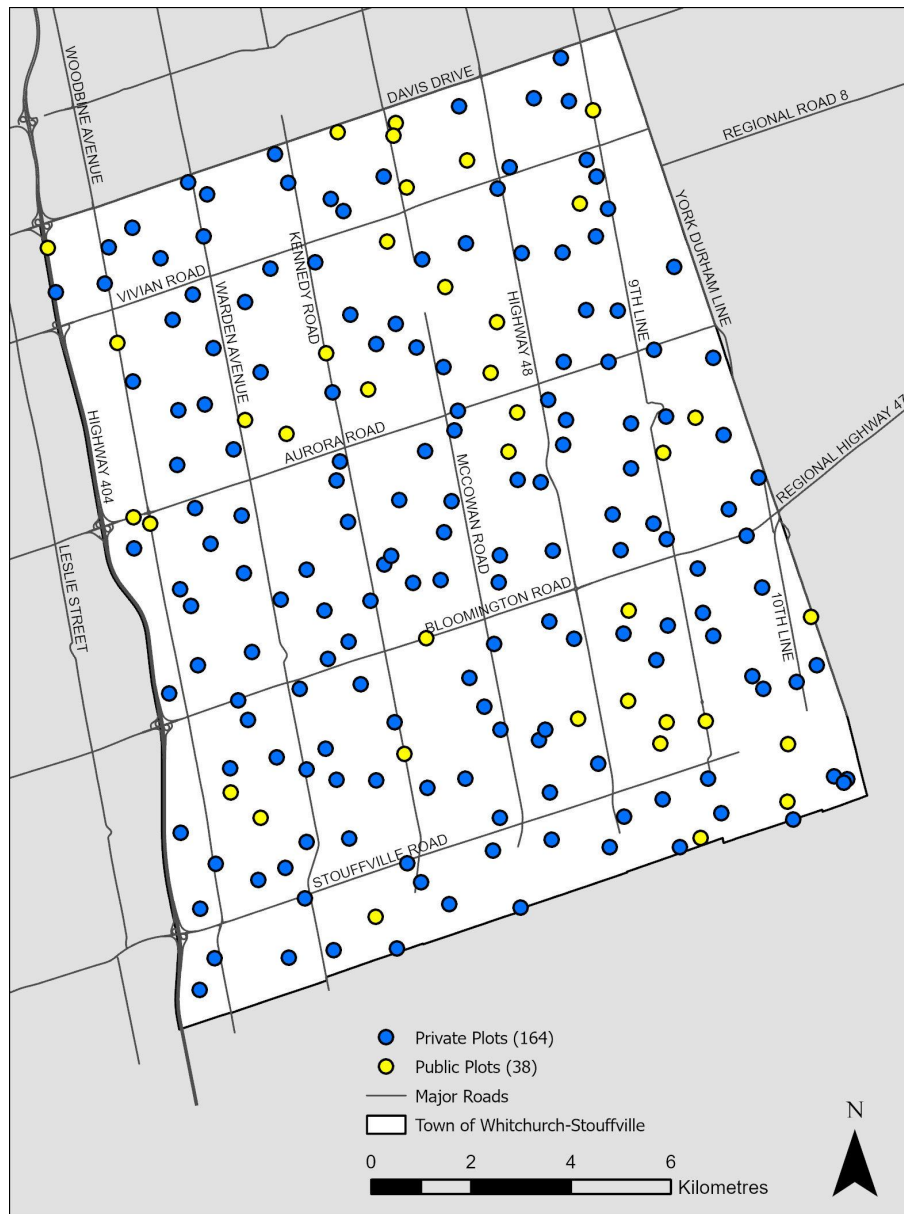 DAVIS DRIVE
WOODBINE AVENUE
REGIONAL ROAD 8
KENNEDY ROAD
YORK DURHAM LINE
VIVIAN ROAD
WARDEN AVENUE
HIGHWAY 48
9TH LINE
HIGHWAY 404
AURORA ROAD
MCCOWAN ROAD
REGIONAL HIGHWAY 47
LESLIE STREET
BLOOMINGTON ROAD
10TH LINE
STOUFFVILLE ROAD
Private Plots (164)
Public Plots (38)
Major Roads
Town of Whitchurch-Stouffville
N
0 2 4 6
Kilometres